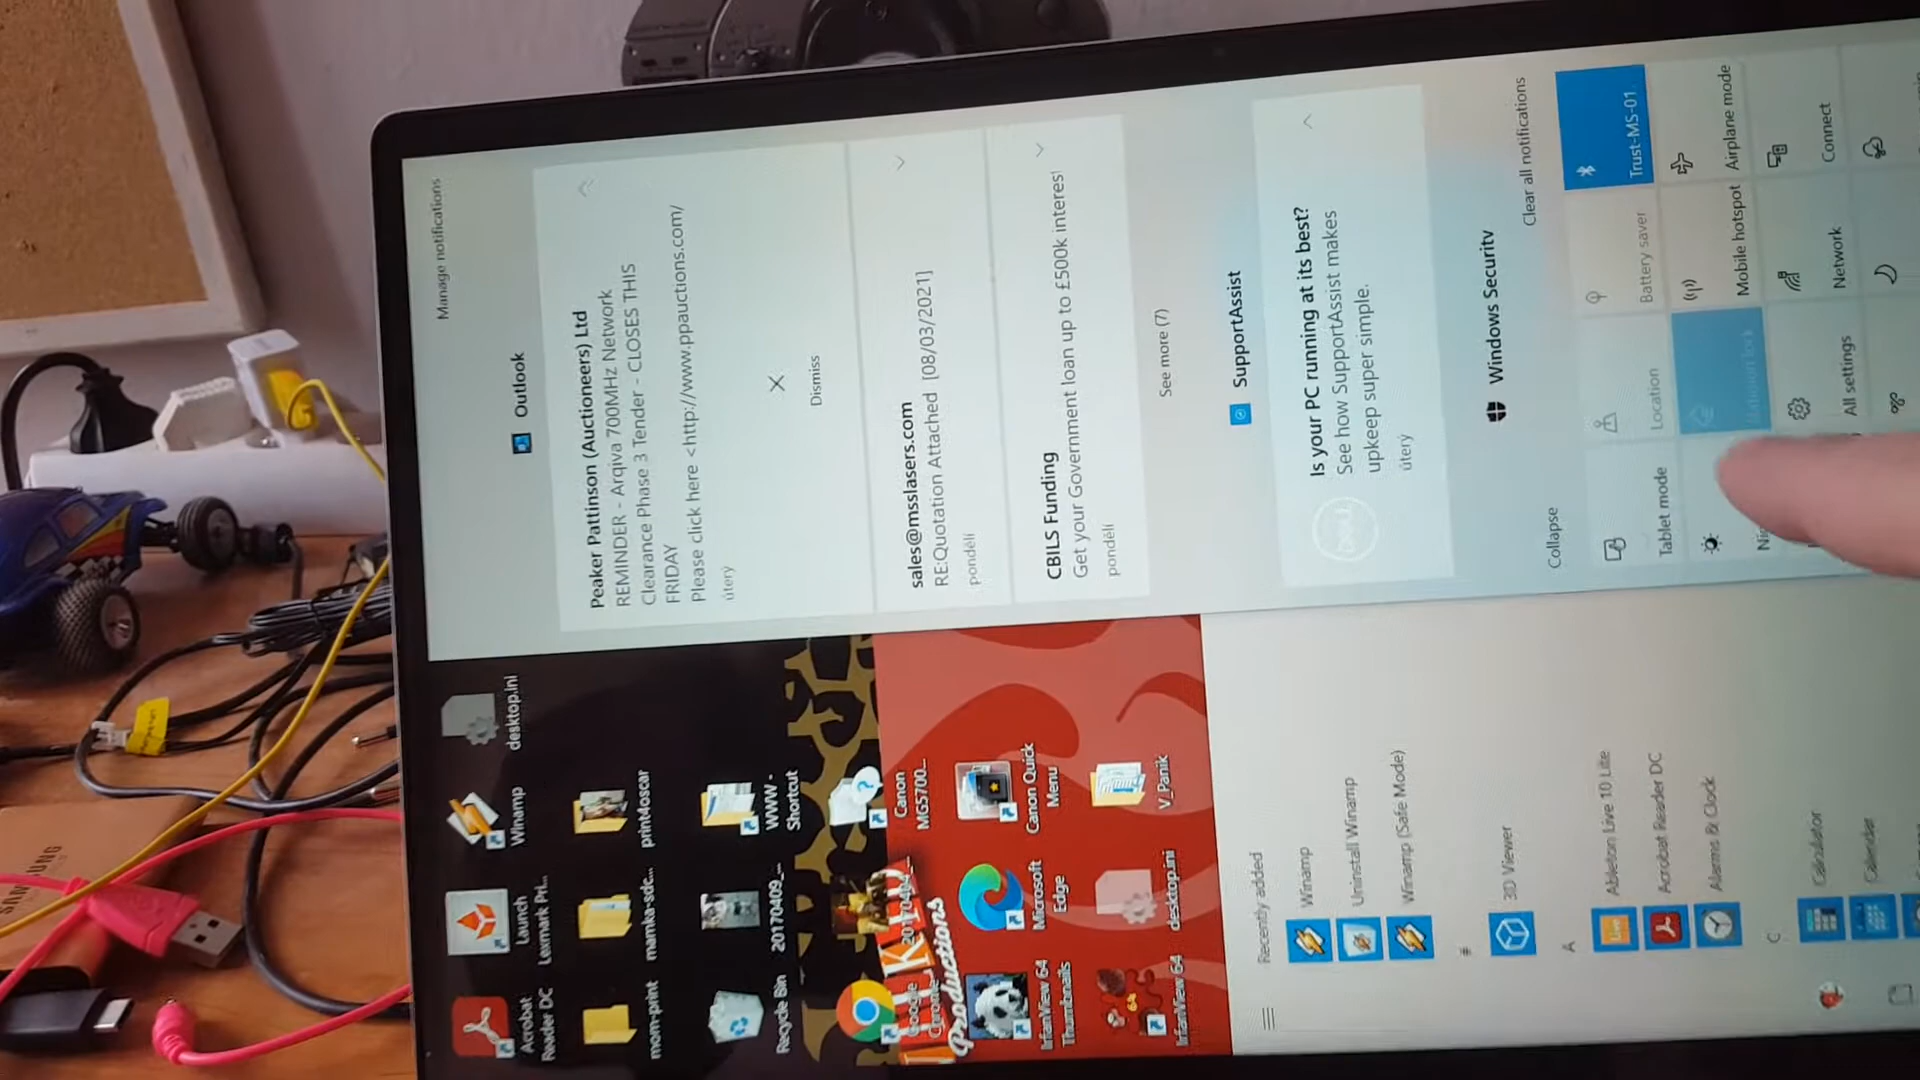 Manage notifications
Outlook
Peaker Pattinson (Auctioneers) Ltd
REMINDER - Arqiva 700MHz Network
Clearance Phase 3 Tender - CLOSES THIS
FRIDAY
Please click here <http://www.ppauctions.com/
úterý
Dismiss
sales@msslasers.com
RE:Quotation Attached [08/03/2021]
pondělí
CBILS Funding
Get your Government loan up to £500k interes
pondělí
See more (7)
SupportAssist
Is your PC running at its best?
See how SupportAssist makes
upkeep super simple.
úterý
Windows Security
Collapse
Clear all notifications
Tablet mode
Location
Battery saver
Trust-MS-01
Mobile hotspot
Airplane mode
All settings
Network
Connect
Acrobat
Reader DC
Launch
Lexmark Pri...
Winamp
desktop.ini
mom-print
mamka-sdc...
print4oscar
Recycle Bin
20170409_...
WWW -
Shortcut
Google
Chrome
20170404_...
Canon
MG5700...
Productions
IrfanView 64
Thumbnails
Microsoft
Edge
Canon Quick
Menu
IrfanView 64
desktop.ini
V_Panik
Recently added
Winamp
Uninstall Winamp
Winamp (Safe Mode)
#
3D Viewer
A
Ableton Live 10 Lite
Acrobat Reader DC
Alarms & Clock
C
Calculator
Calendar
SAMSUNG